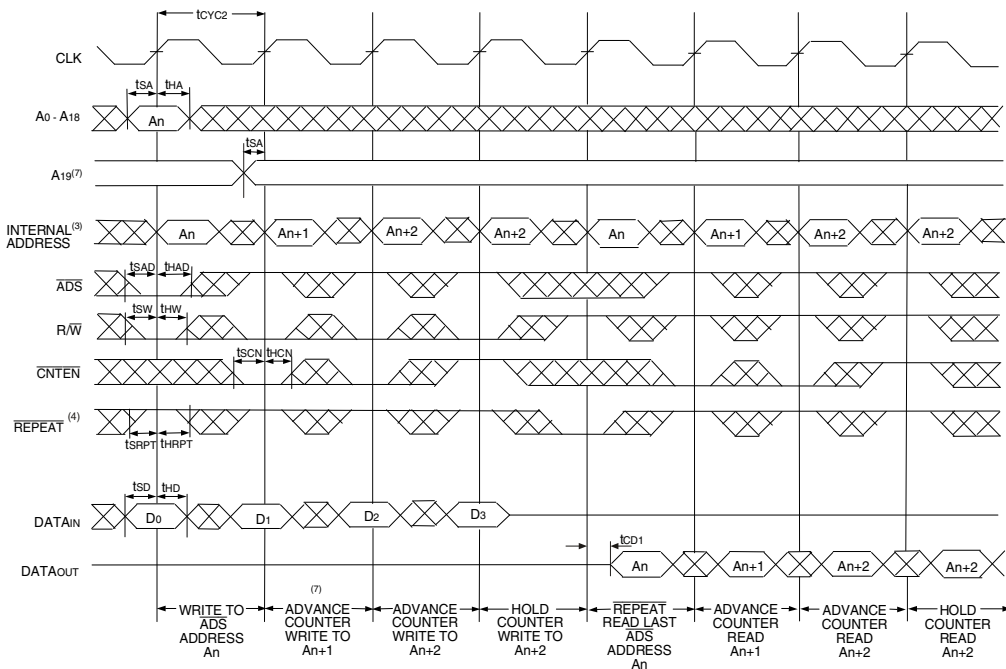 tCYC2
CLK
tSA tHA
A0 - A18
An
tSA
A19(7)
INTERNAL(3)
ADDRESS
An An+1 An+2 An+2 An An+1 An+2 An+2
tSAD tHAD
ADS
tSW tHW
R/W
tSCN tHCN
CNTEN
REPEAT (4)
tSRPT tHRPT
tSD tHD
DATAIN
D0 D1 D2 D3
tCD1
DATAOUT
An An+1 An+2 An+2
WRITE TO
ADS
ADDRESS
An
(7)
ADVANCE
COUNTER
WRITE TO
An+1
ADVANCE
COUNTER
WRITE TO
An+2
HOLD
COUNTER
WRITE TO
An+2
REPEAT
READ LAST
ADS
ADDRESS
An
ADVANCE
COUNTER
READ
An+1
ADVANCE
COUNTER
READ
An+2
HOLD
COUNTER
READ
An+2